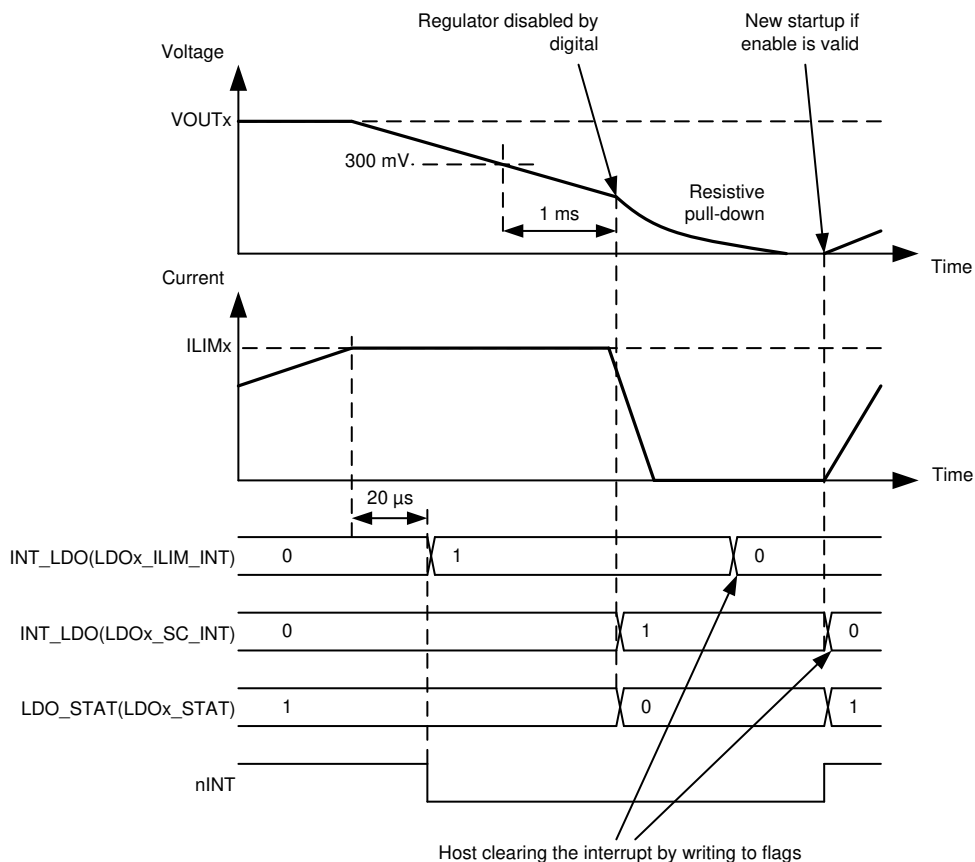 Regulator disabled by
digital
New startup if
enable is valid
Voltage
VOUTx
300 mV
1 ms
Resistive
pull-down
Time
Current
ILIMx
Time
20 µs
INT_LDO(LDOx_ILIM_INT)
0
1
0
INT_LDO(LDOx_SC_INT)
0
1
0
LDO_STAT(LDOx_STAT)
1
0
1
nINT
Host clearing the interrupt by writing to flags